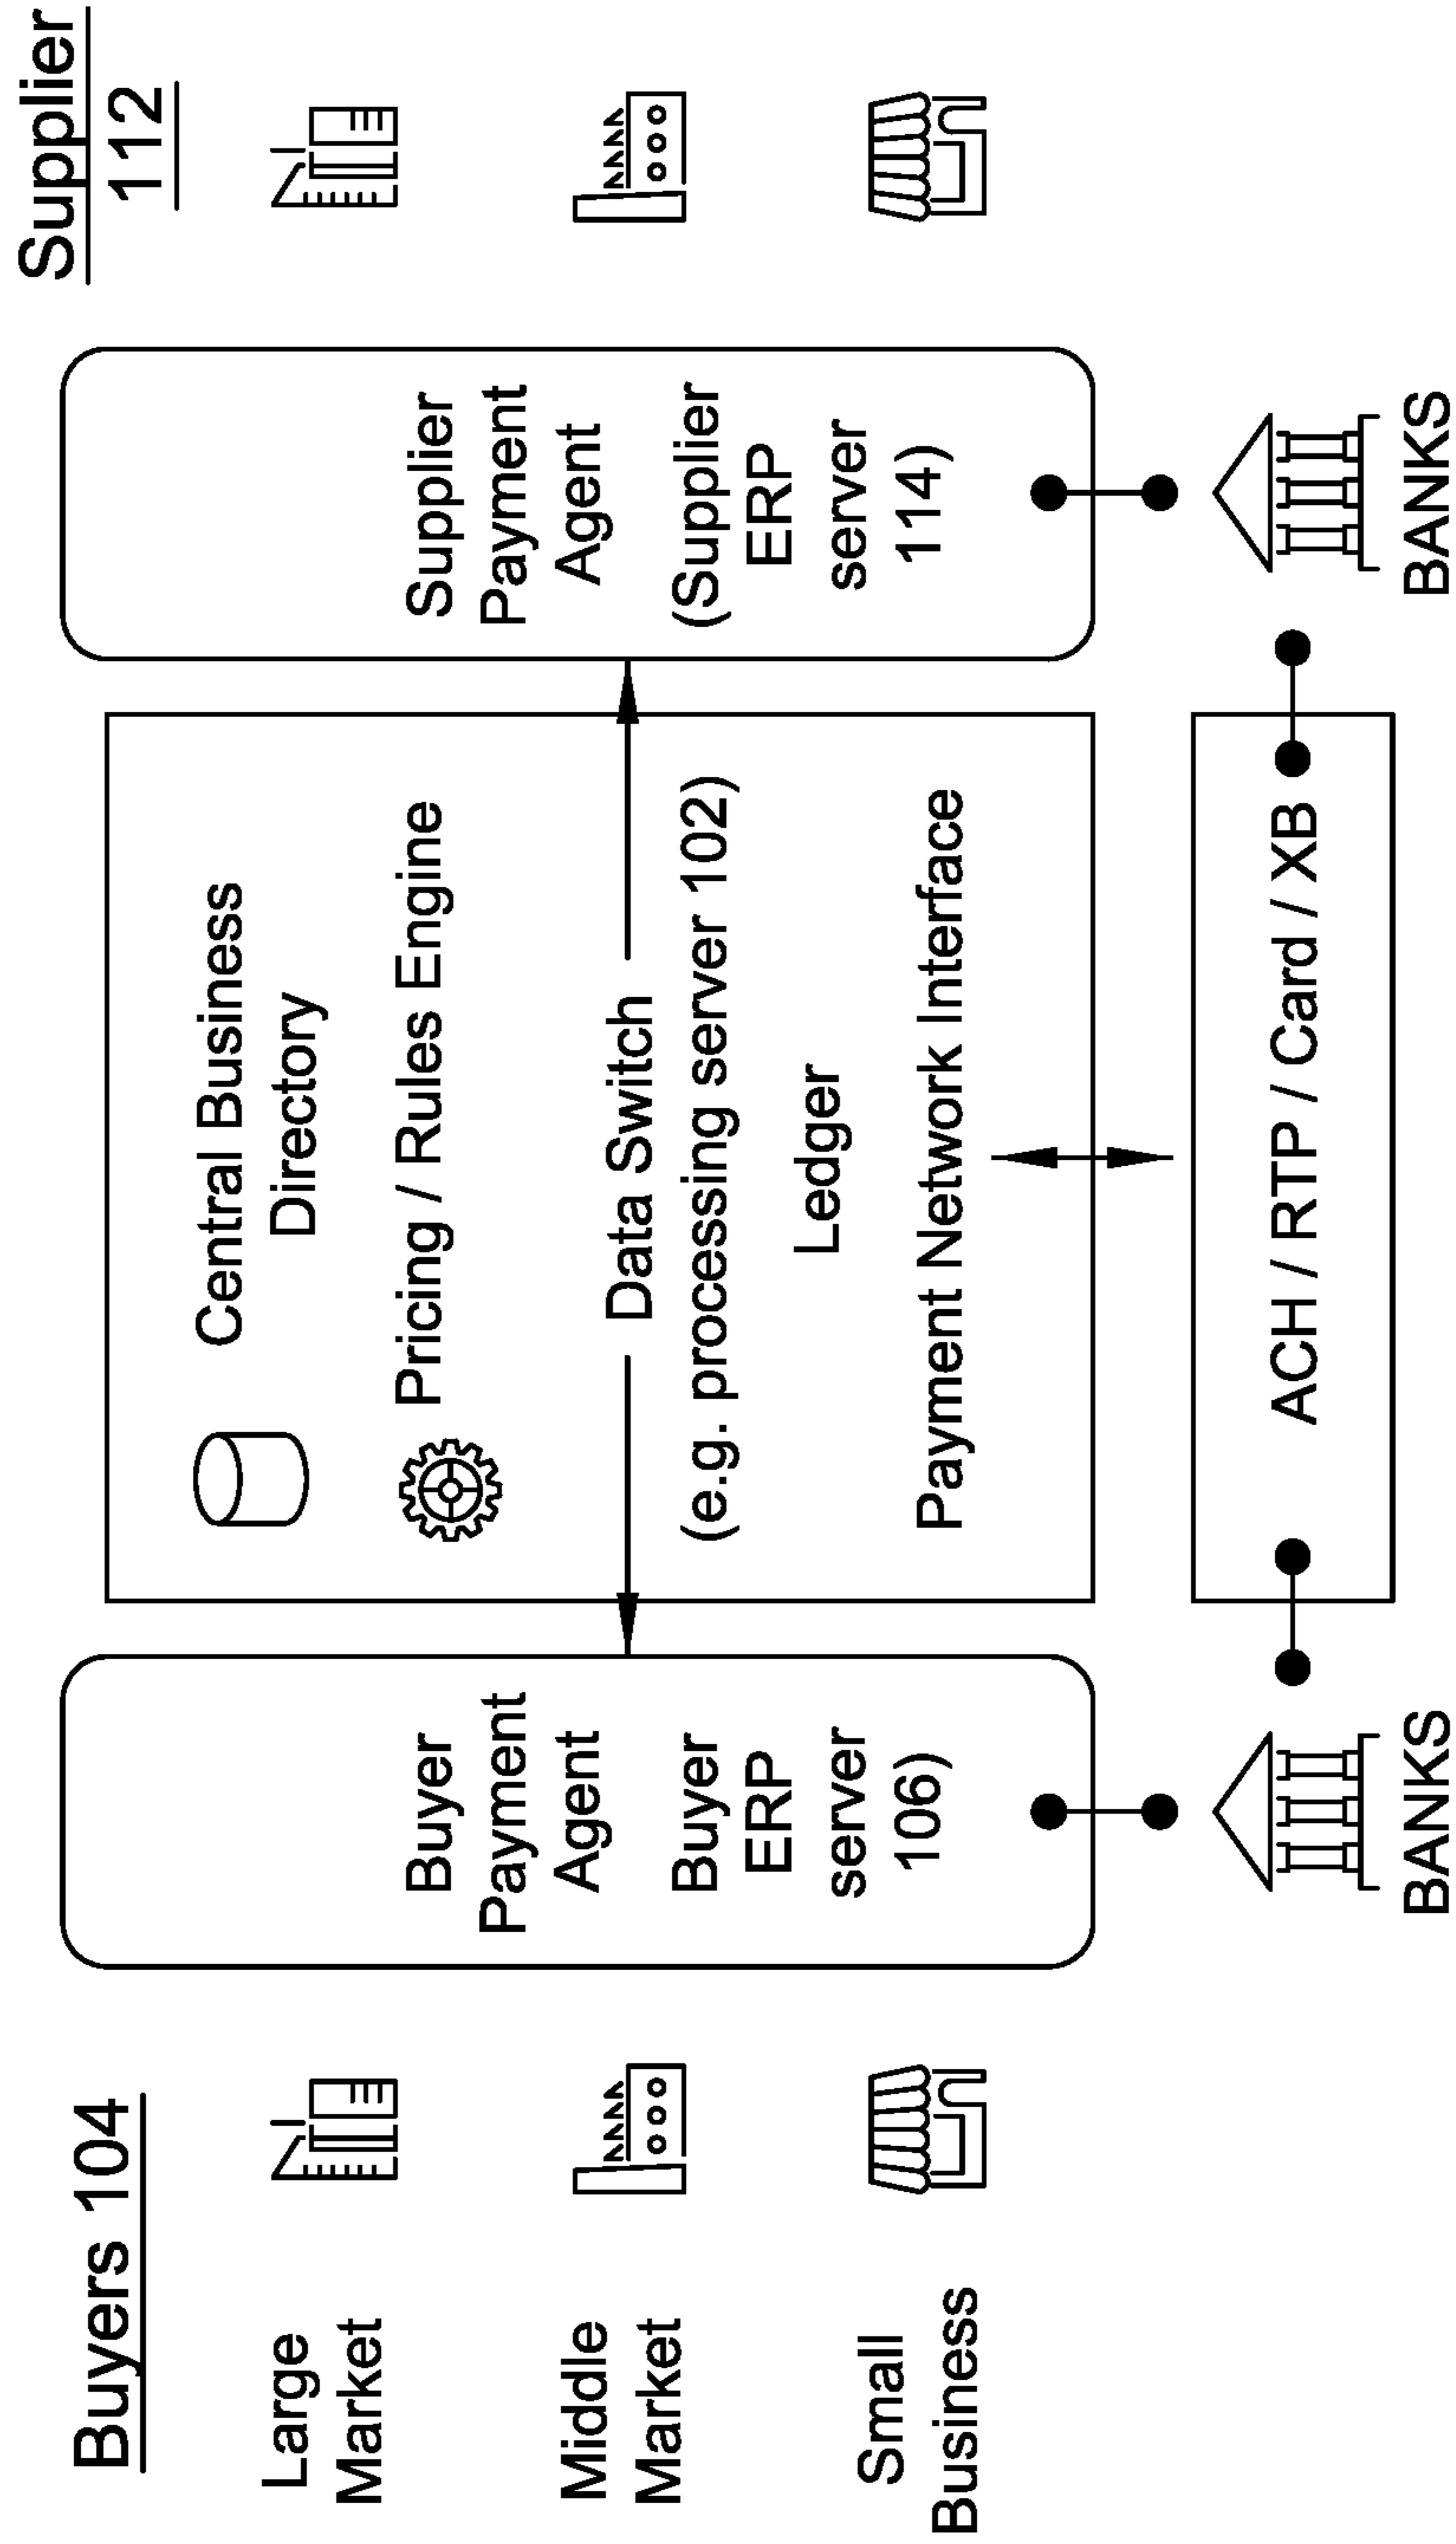 Buyers 104
Large
Market
Middle
Market
Small
Business
Buyer
Payment
Agent
Buyer
ERP
server
106)
BANKS
Central Business
Directory
Pricing / Rules Engine
Data Switch
(e.g. processing server 102)
Ledger
Payment Network Interface
ACH / RTP / Card / XB
Supplier
Payment
Agent
(Supplier
ERP
server
114)
BANKS
Supplier
112